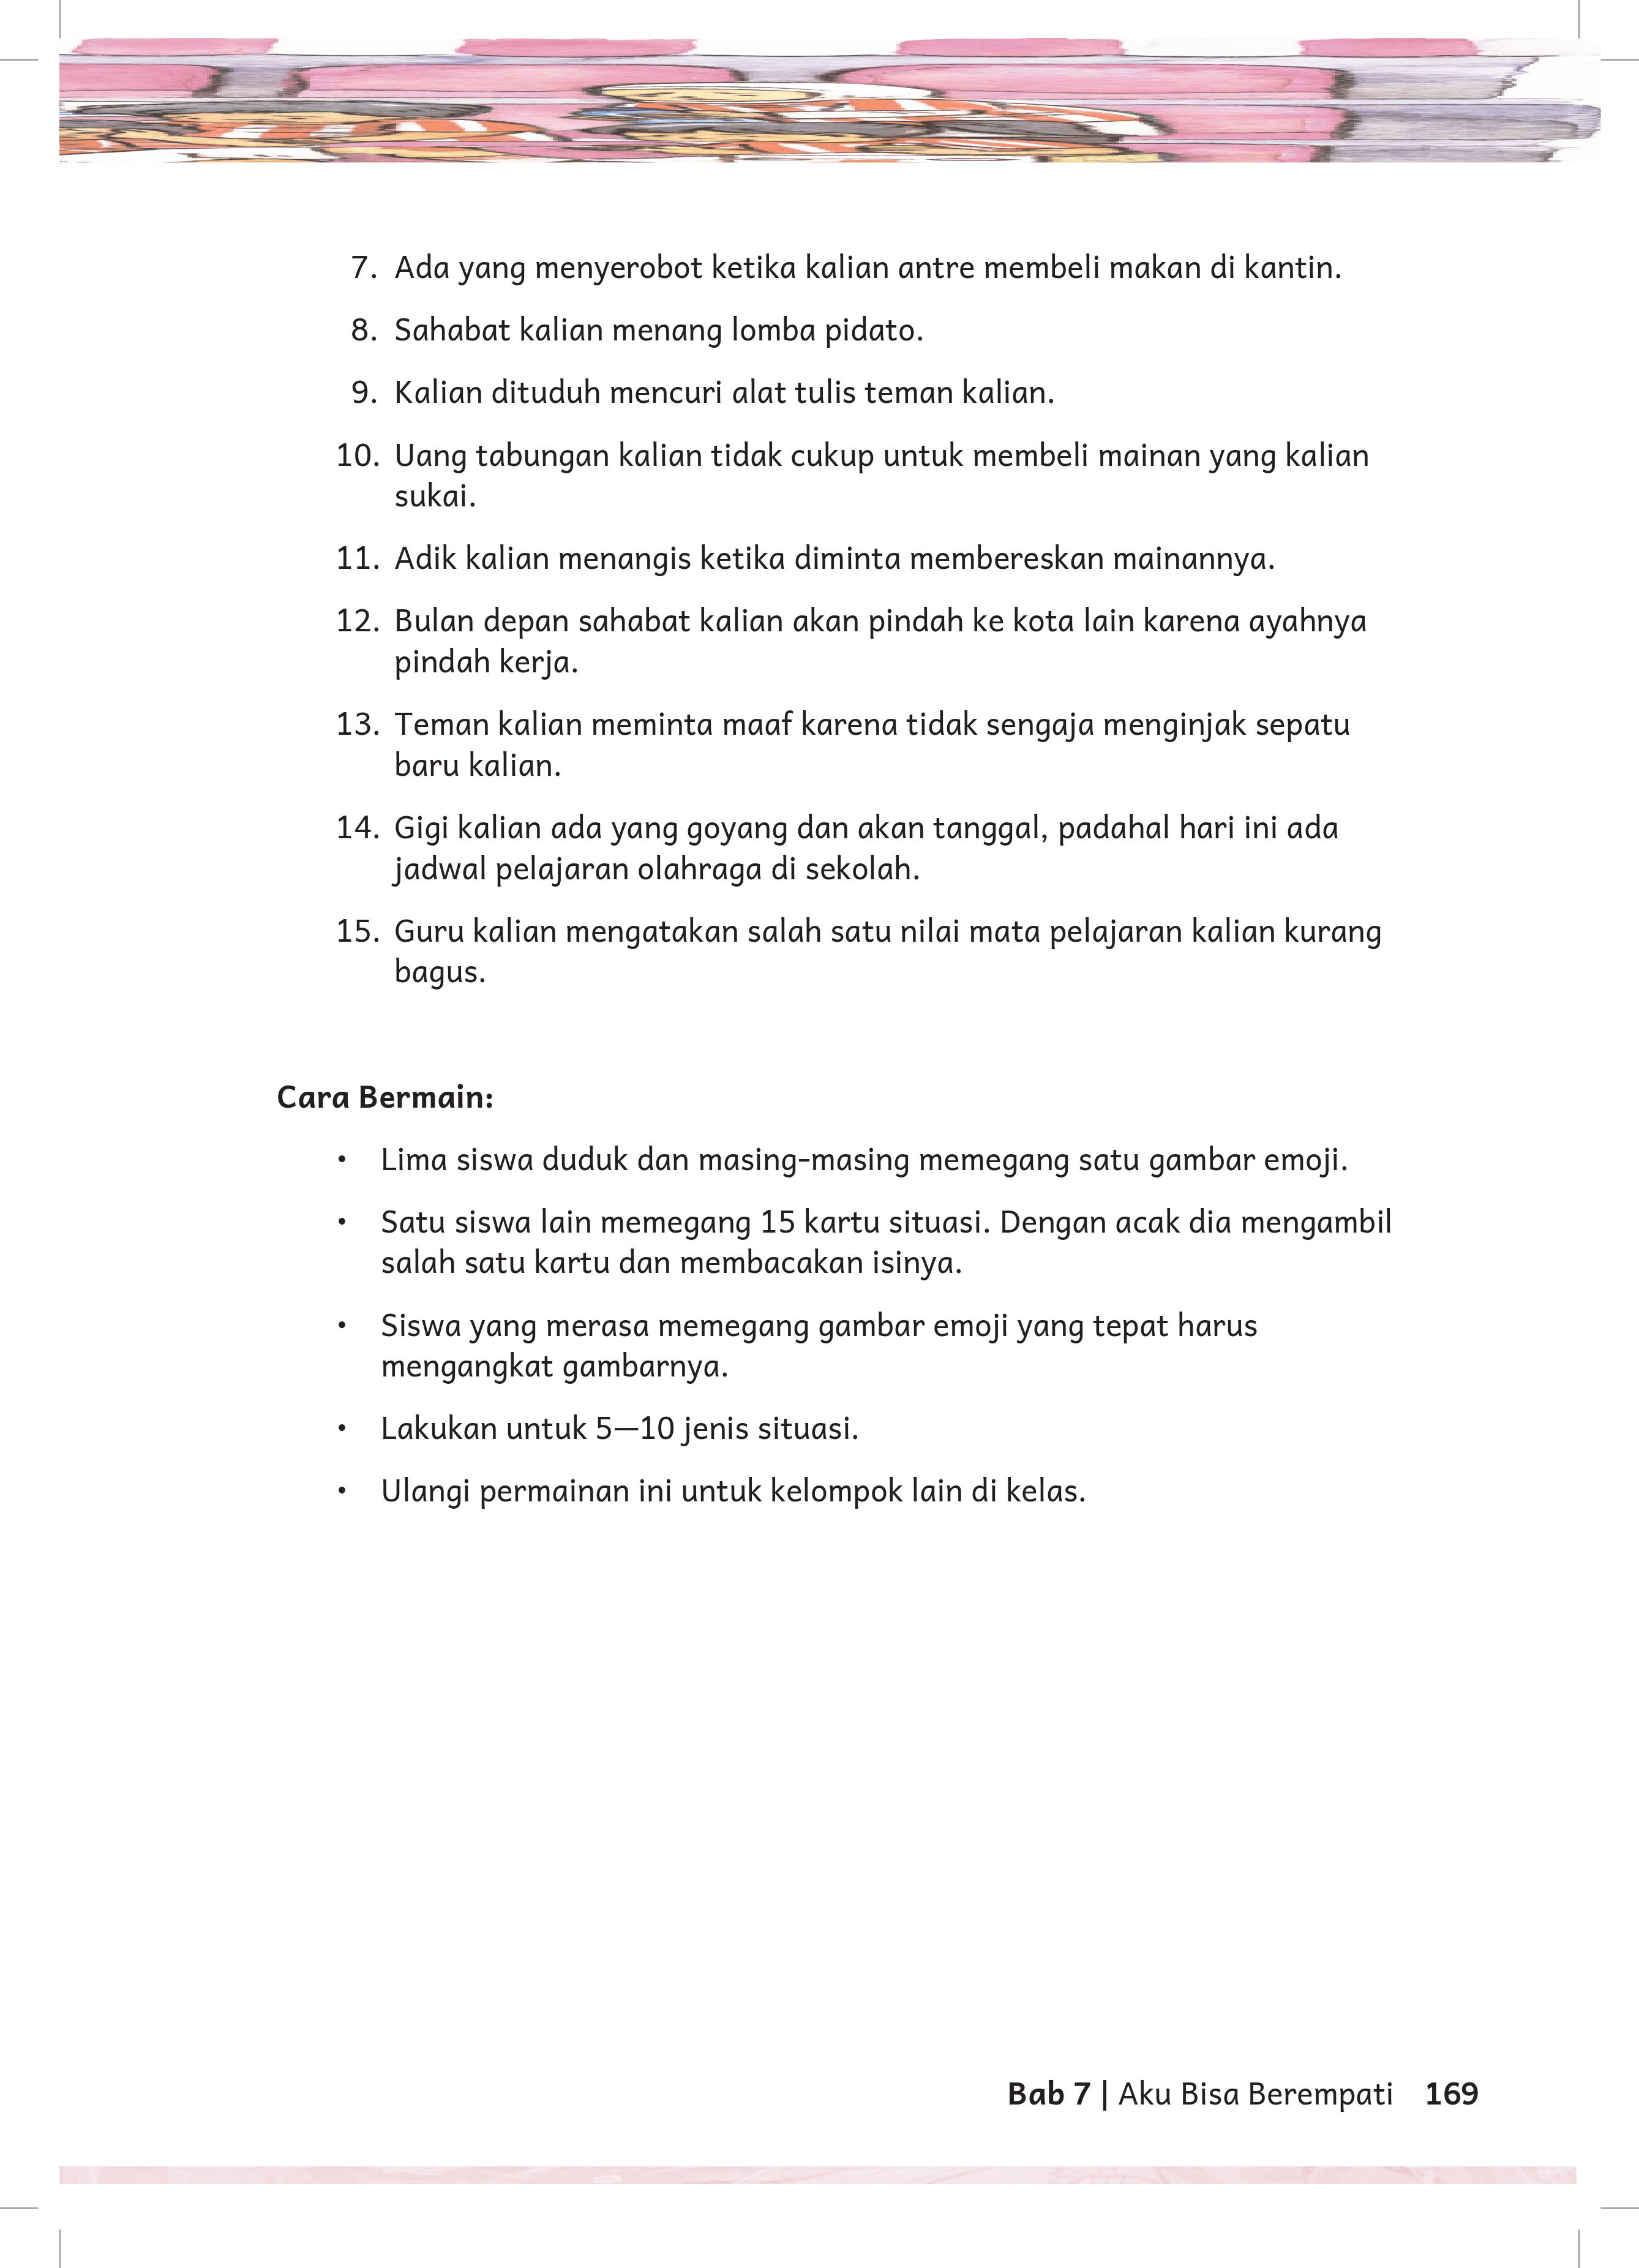 7. Ada yang menyerobot ketika kalian antre membeli makan di kantin.
8. Sahabat kalian menang lomba pidato.
9. Kalian dituduh mencuri alat tulis teman kalian.
10. Uang tabungan kalian tidak cukup untuk membeli mainan yang kalian
sukai.
11. Adik kalian menangis ketika diminta membereskan mainannya.
12. Bulan depan sahabat kalian akan pindah ke kota lain karena ayahnya
pindah kerja.
13. Teman kalian meminta maaf karena tidak sengaja menginjak sepatu
baru kalian.
14. Gigi kalian ada yang goyang dan akan tanggal, padahal hari ini ada
jadwal pelajaran olahraga di sekolah.
15. Guru kalian mengatakan salah satu nilai mata pelajaran kalian kurang
bagus.
Cara Bermain:
• Lima siswa duduk dan masing-masing memegang satu gambar emoji.
• Satu siswa lain memegang 15 kartu situasi. Dengan acak dia mengambil
salah satu kartu dan membacakan isinya.
• Siswa yang merasa memegang gambar emoji yang tepat harus
mengangkat gambarnya.
• Lakukan untuk 5—10 jenis situasi.
• Ulangi permainan ini untuk kelompok lain di kelas.
Bab 7 | Aku Bisa Berempati 169